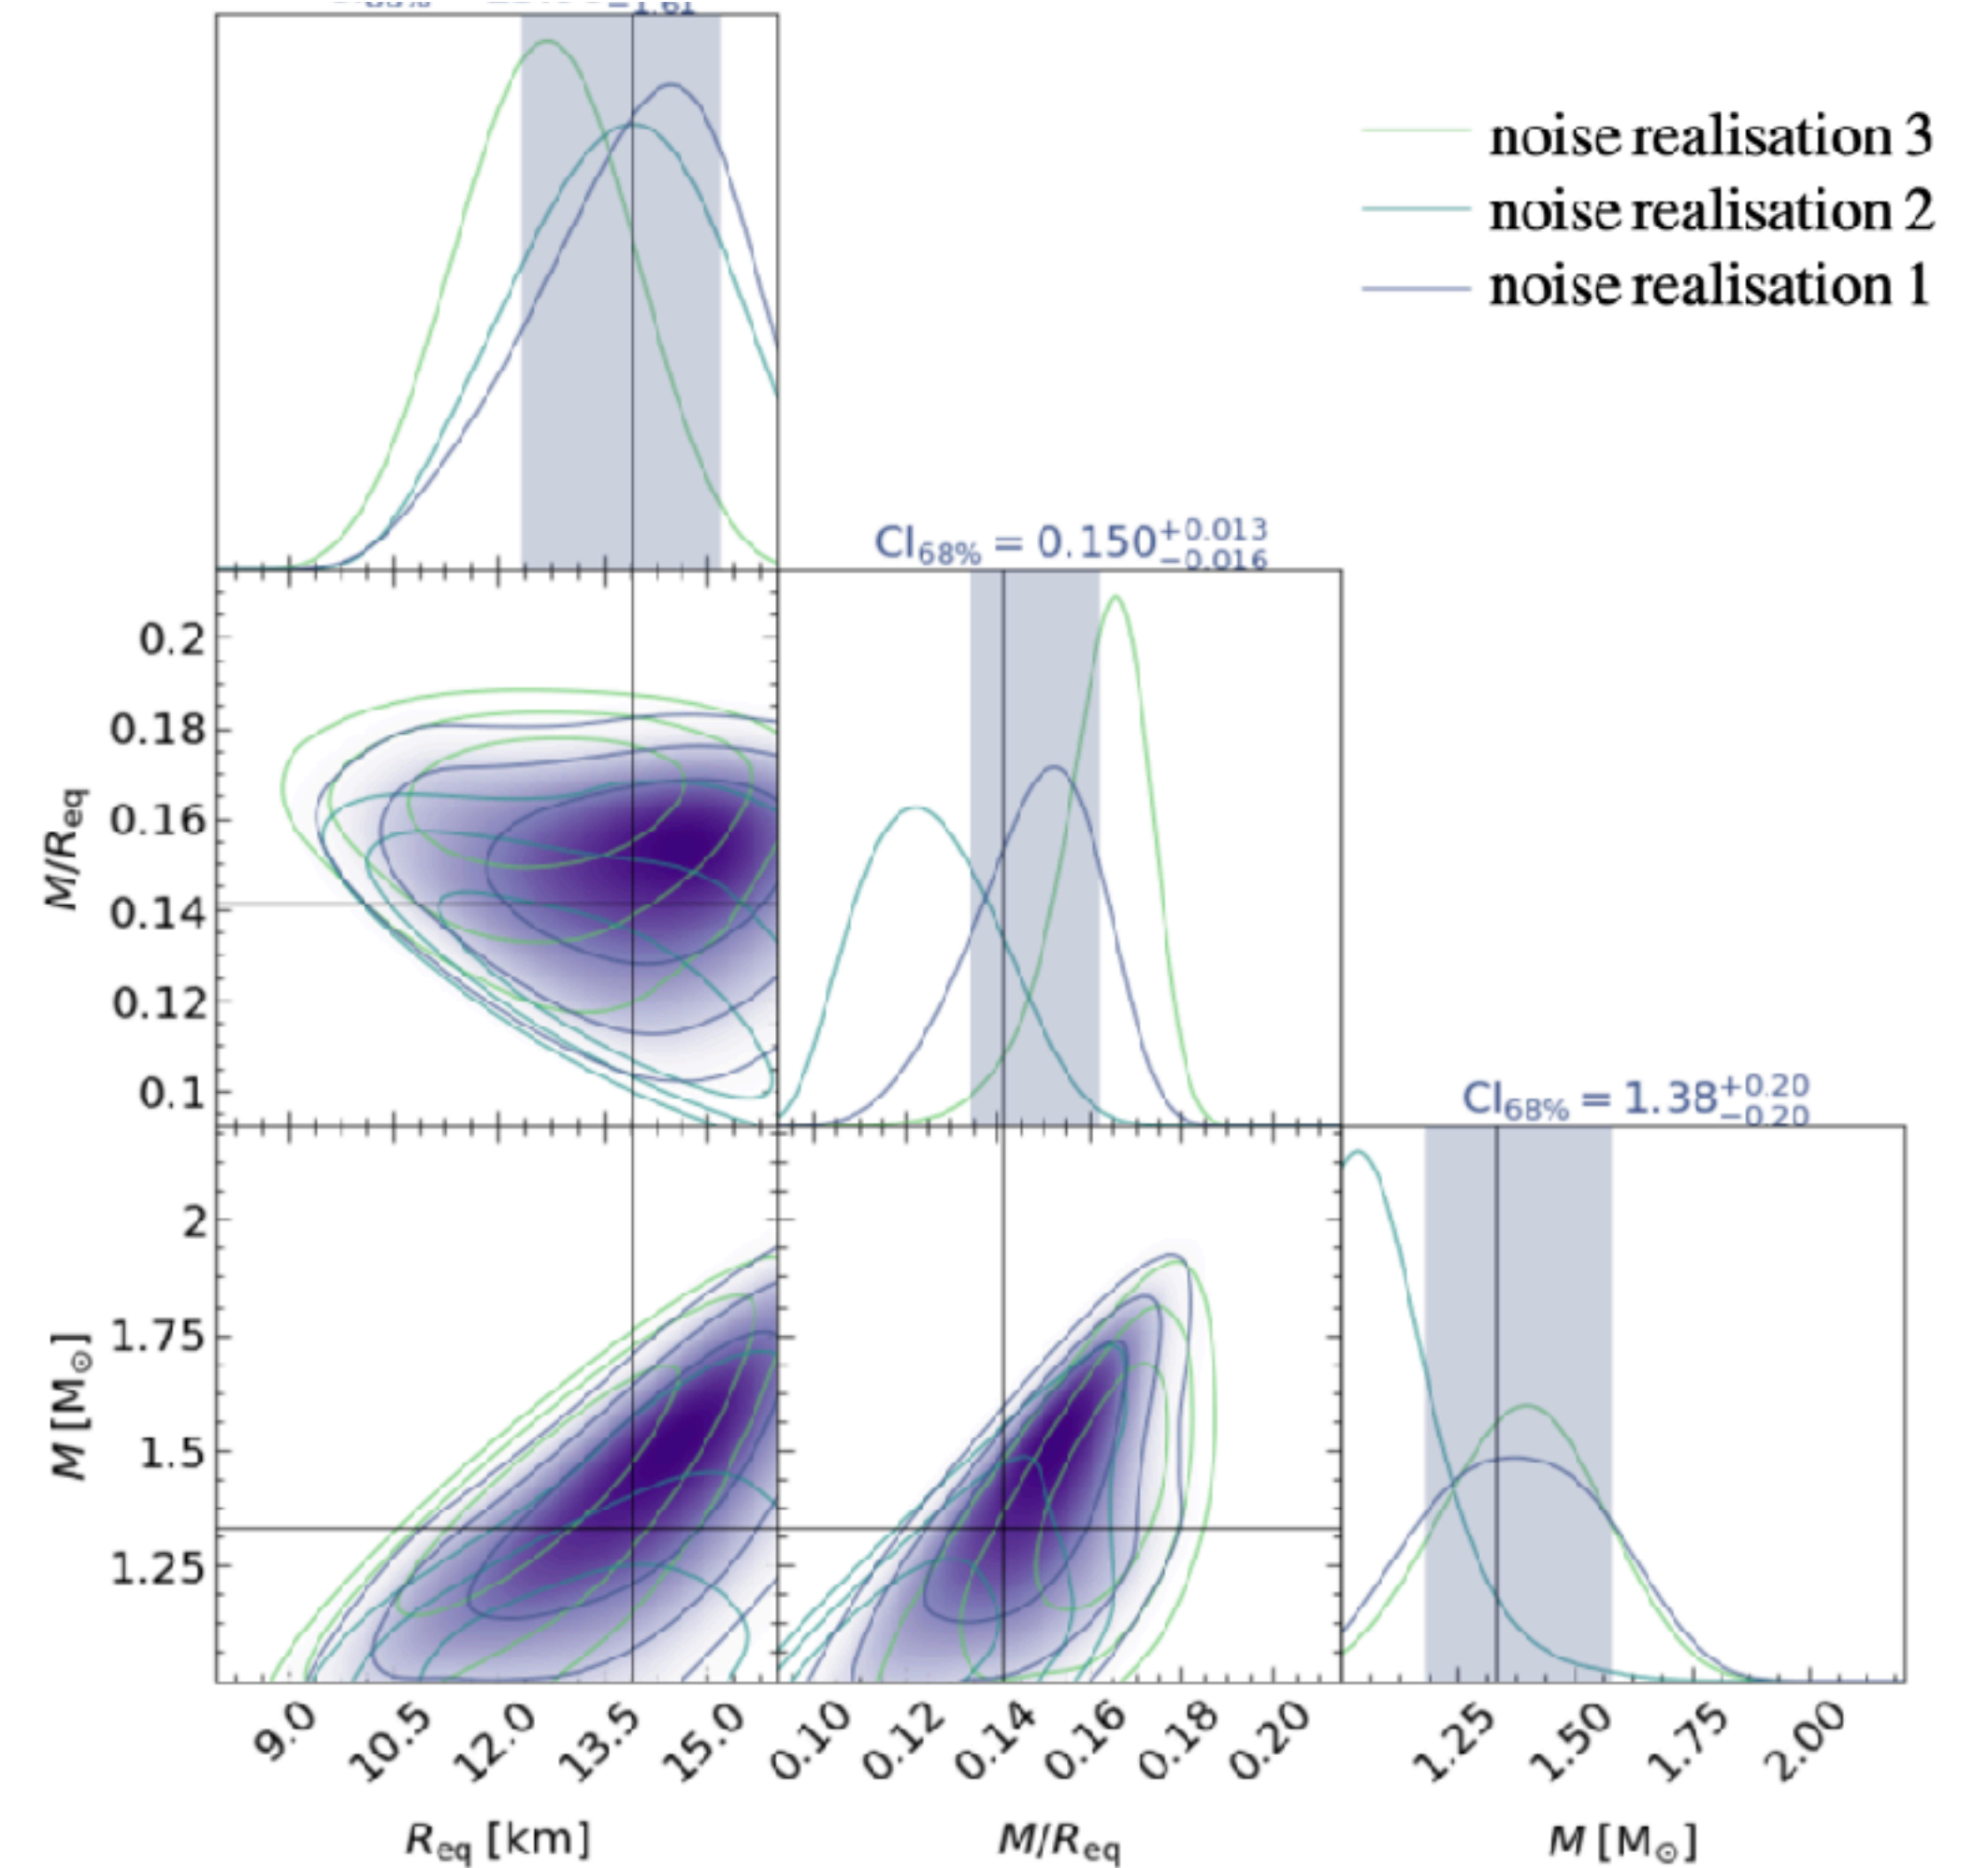 −1.61
noise realisation 3
noise realisation 2
noise realisation 1
CI68% = 0.150+0.013−0.016
0.2
0.18
0.16
0.14
0.12
0.1
M/Req
CI68% = 1.38+0.20−0.20
2
1.75
1.5
1.25
M [M⊙]
9.0 10.5 12.0 13.5 15.0
0.10 0.12 0.14 0.16 0.18 0.20
1.25 1.50 1.75 2.00
Req [km]
M/Req
M [M⊙]